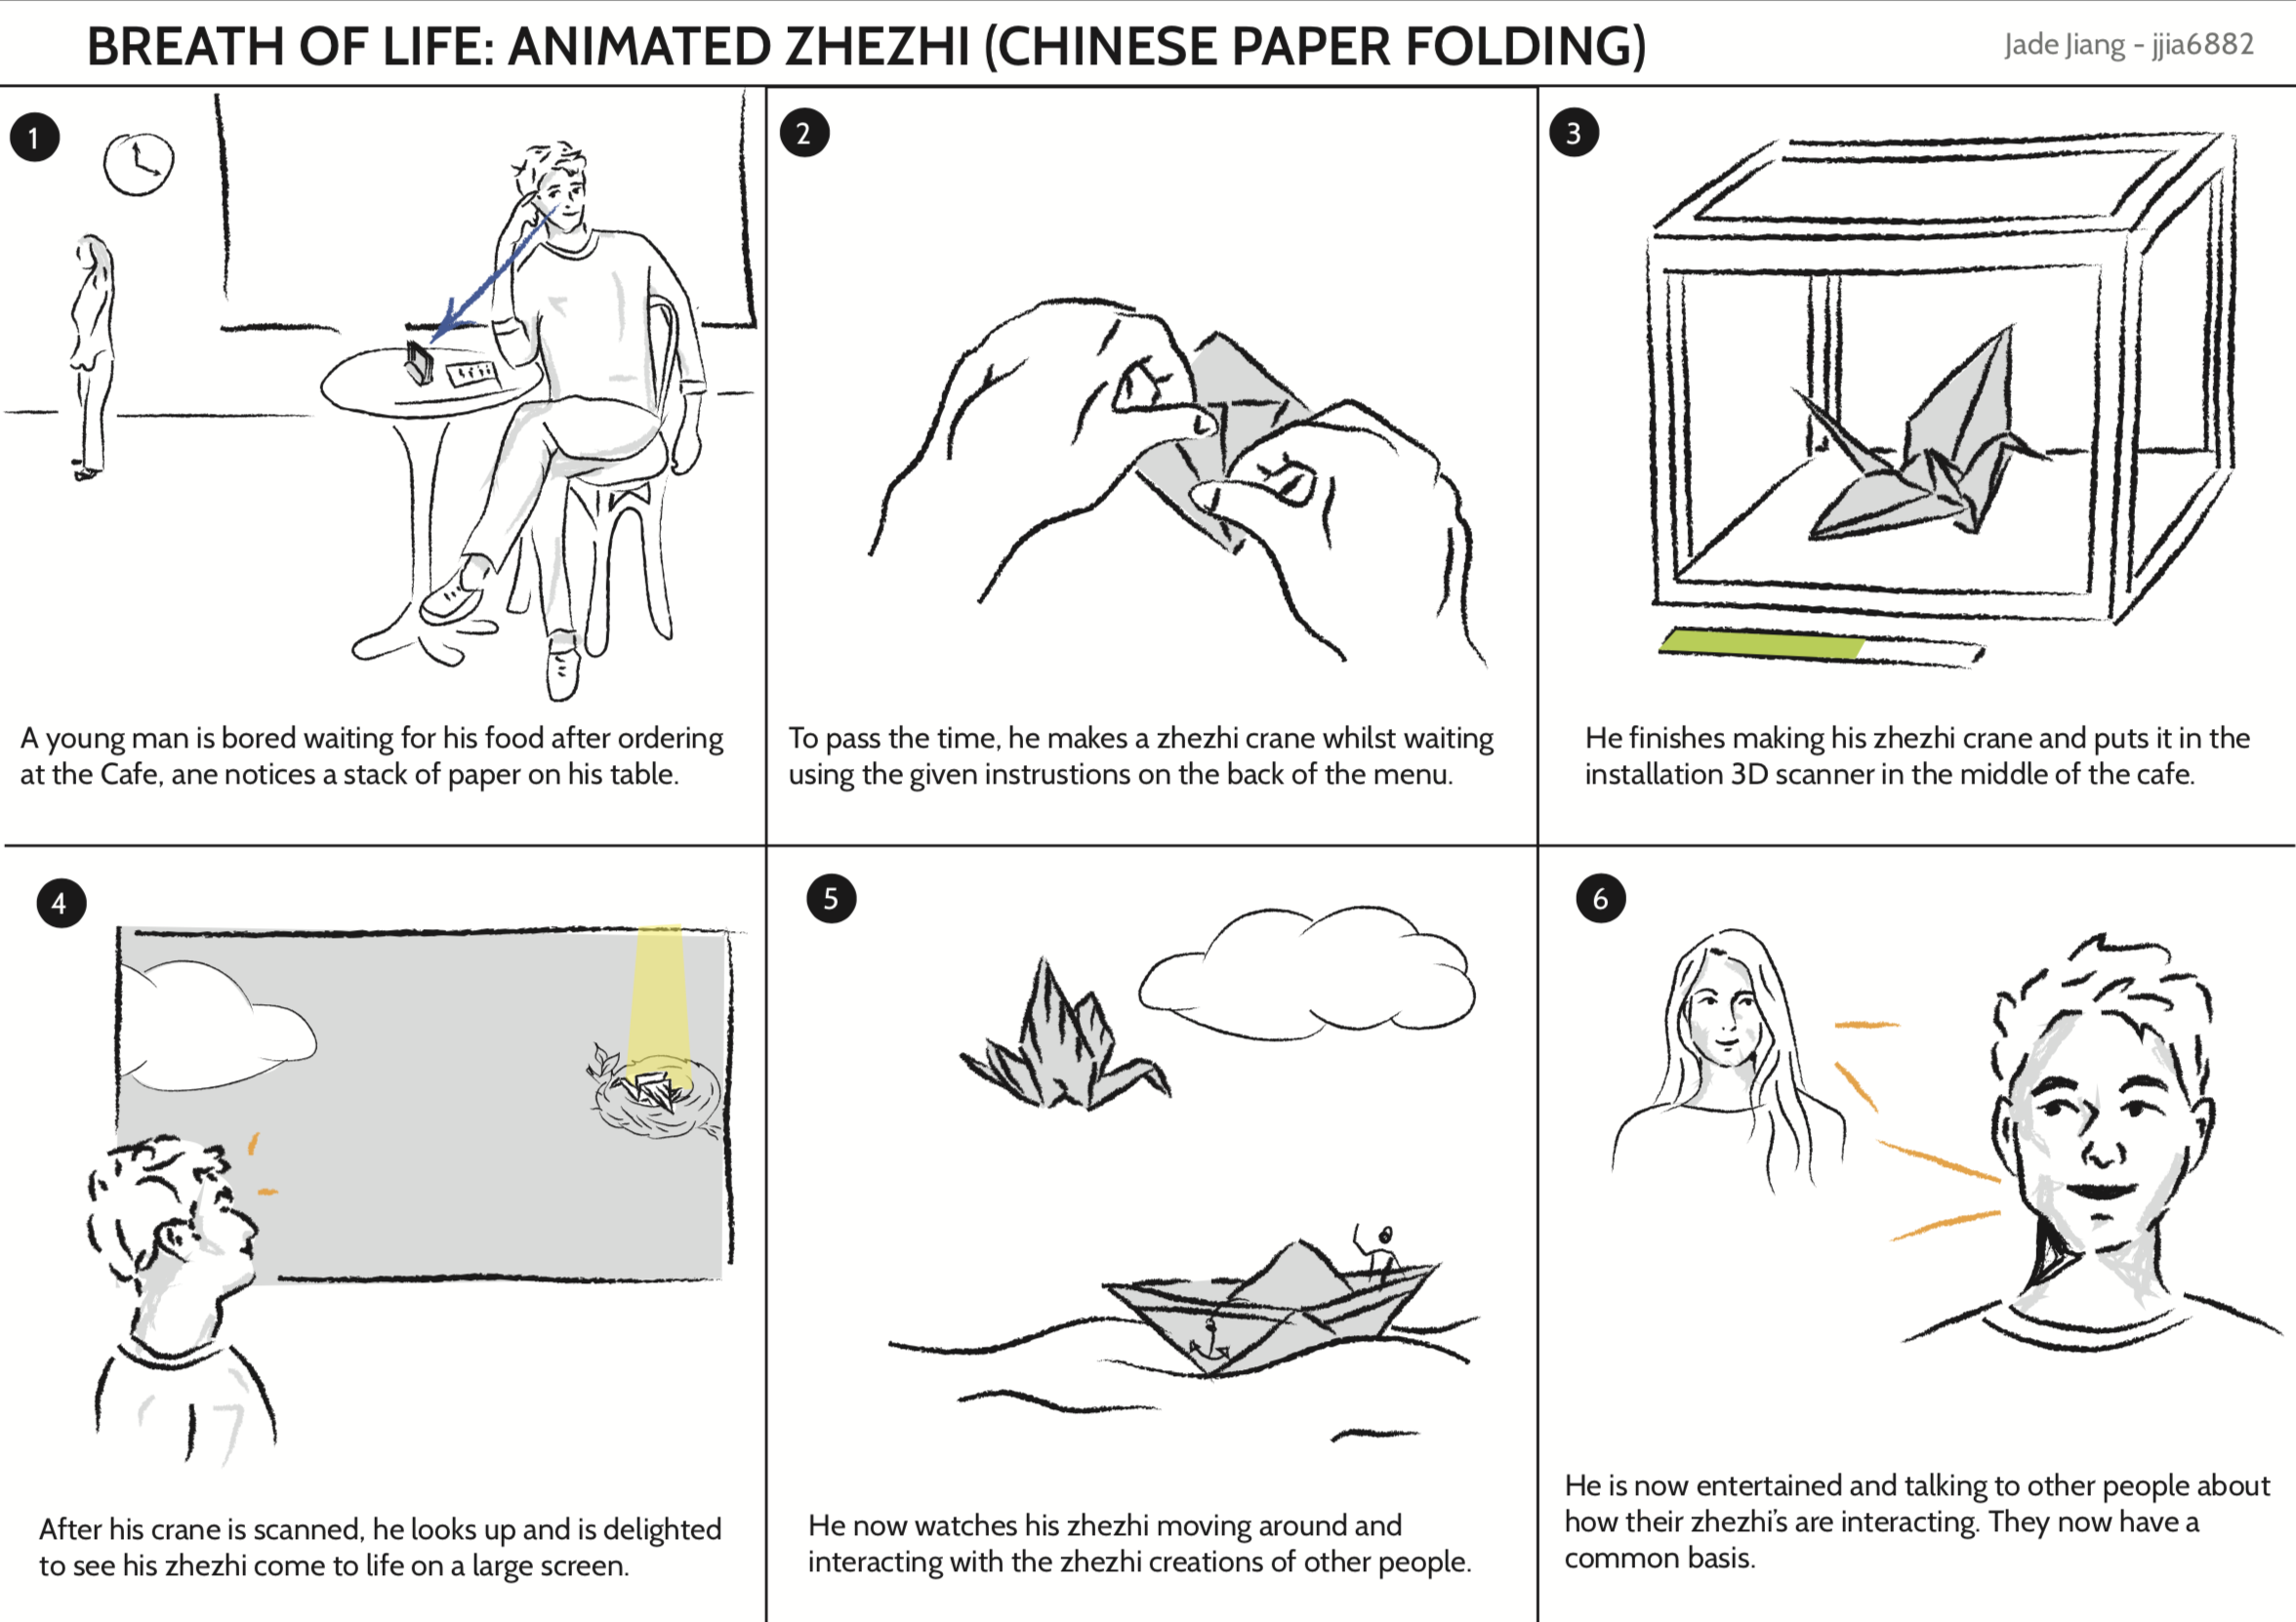 BREATH OF LIFE: ANIMATED ZHEZHI (CHINESE PAPER FOLDING)
Jade Jiang - jjia6882
1
A young man is bored waiting for his food after ordering
at the Cafe, ane notices a stack of paper on his table.
2
To pass the time, he makes a zhezhi crane whilst waiting
using the given instrustions on the back of the menu.
3
He finishes making his zhezhi crane and puts it in the
installation 3D scanner in the middle of the cafe.
4
After his crane is scanned, he looks up and is delighted
to see his zhezhi come to life on a large screen.
5
He now watches his zhezhi moving around and
interacting with the zhezhi creations of other people.
6
He is now entertained and talking to other people about
how their zhezhi's are interacting. They now have a
common basis.